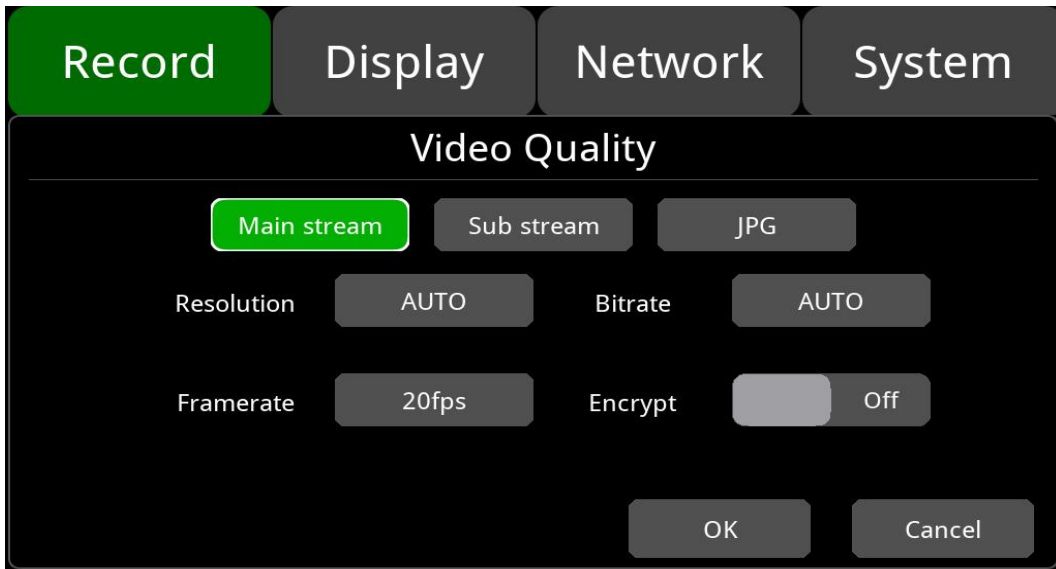 Record Display Network System
Video Quality
Main stream Sub stream JPG
Resolution AUTO Bitrate AUTO
Framerate 20fps Encrypt Off
OK Cancel